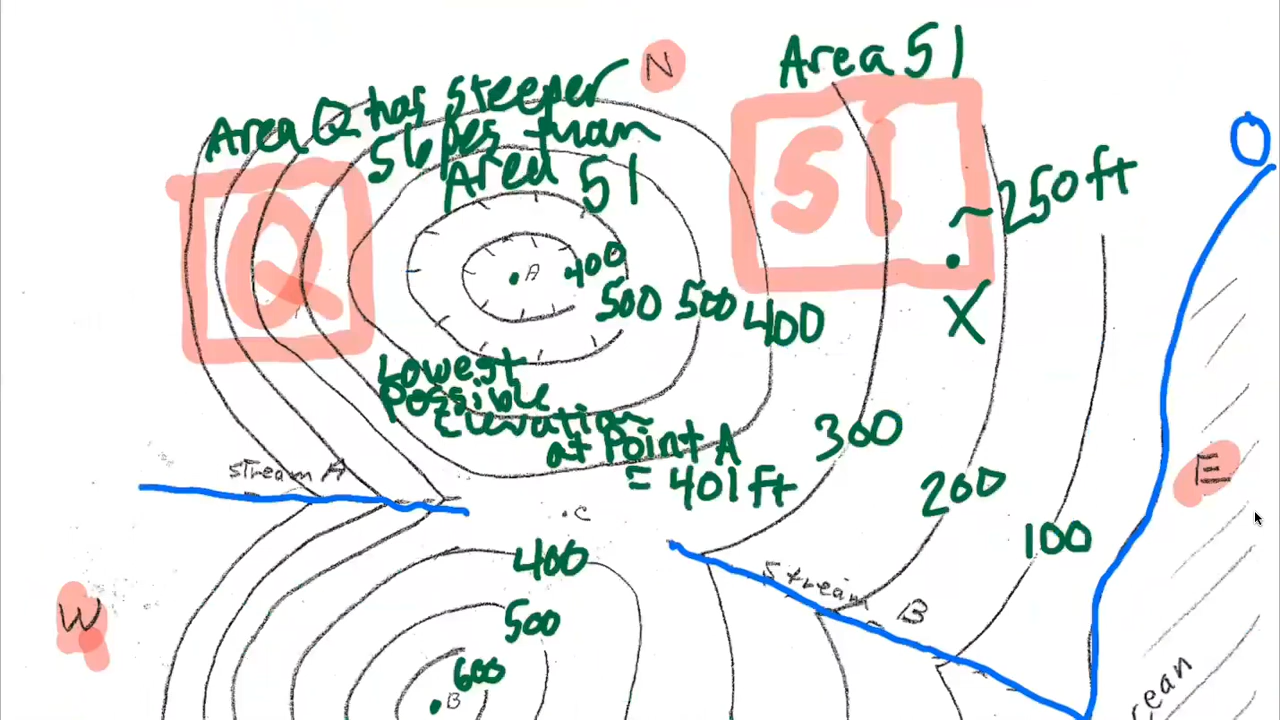 Area 51
N
Area Q has steeper
slopes than
Area 51
51
O
~250ft
Q
A
400
X
500
500
400
Lowest
Possible
Elevation
at Point A
= 401ft
300
E
Stream A
200
C
100
400
Stream B
W
500
600
B